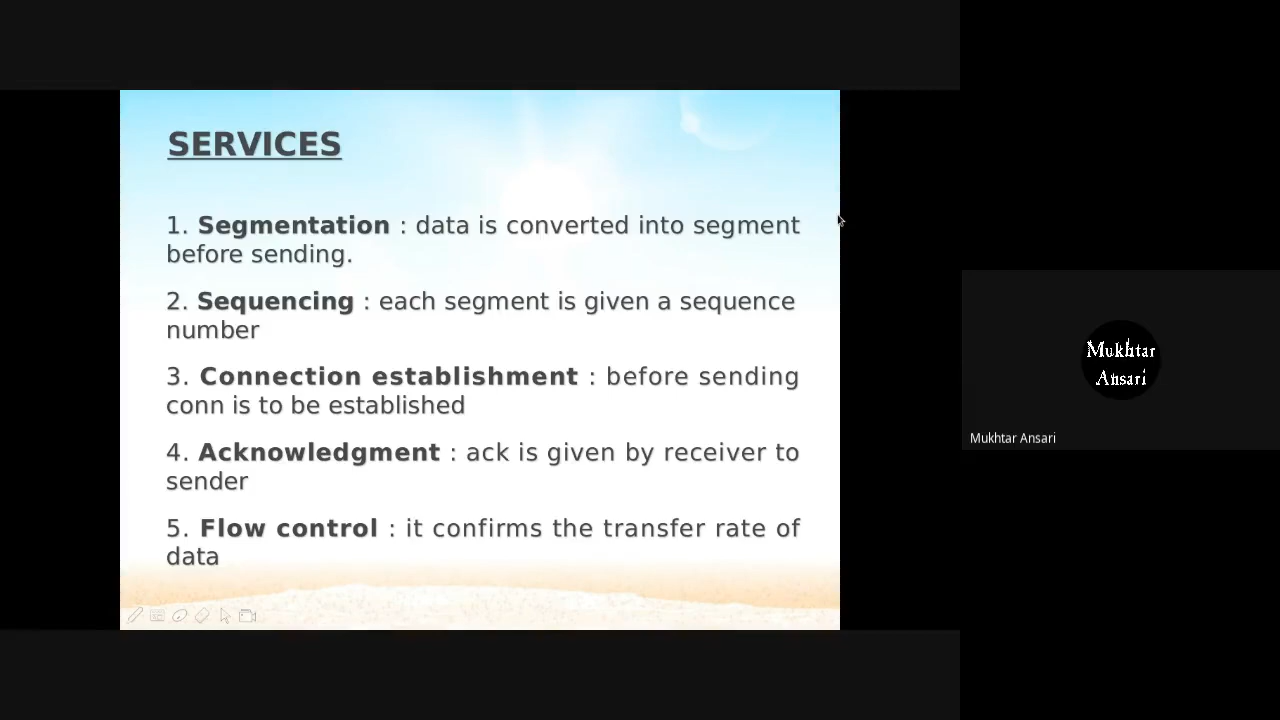 SERVICES
1. Segmentation : data is converted into segment
before sending.
2. Sequencing : each segment is given a sequence
number
3. Connection establishment : before sending
conn is to be established
4. Acknowledgment : ack is given by receiver to
sender
5. Flow control : it confirms the transfer rate of
data
Mukhtar
Ansari
Mukhtar Ansari